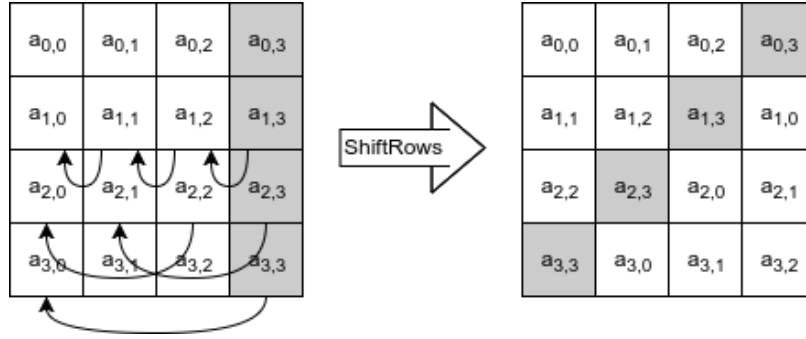 a0,0 a0,1 a0,2 a0,3 a0,0 a0,1 a0,2 a0,3
a1,0 a1,1 a1,2 a1,3 a1,1 a1,2 a1,3 a1,0
ShiftRows
a2,0 a2,1 a2,2 a2,3 a2,2 a2,3 a2,0 a2,1
a3,0 a3,1 a3,2 a3,3 a3,3 a3,0 a3,1 a3,2